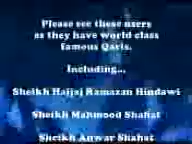 Please see these users
as they have world class
famous Qaris.
Including...
Sheikh Hajjaj Ramazan Hindawi
Sheikh Mahmood Shahat
Sheikh Anwar Shahat